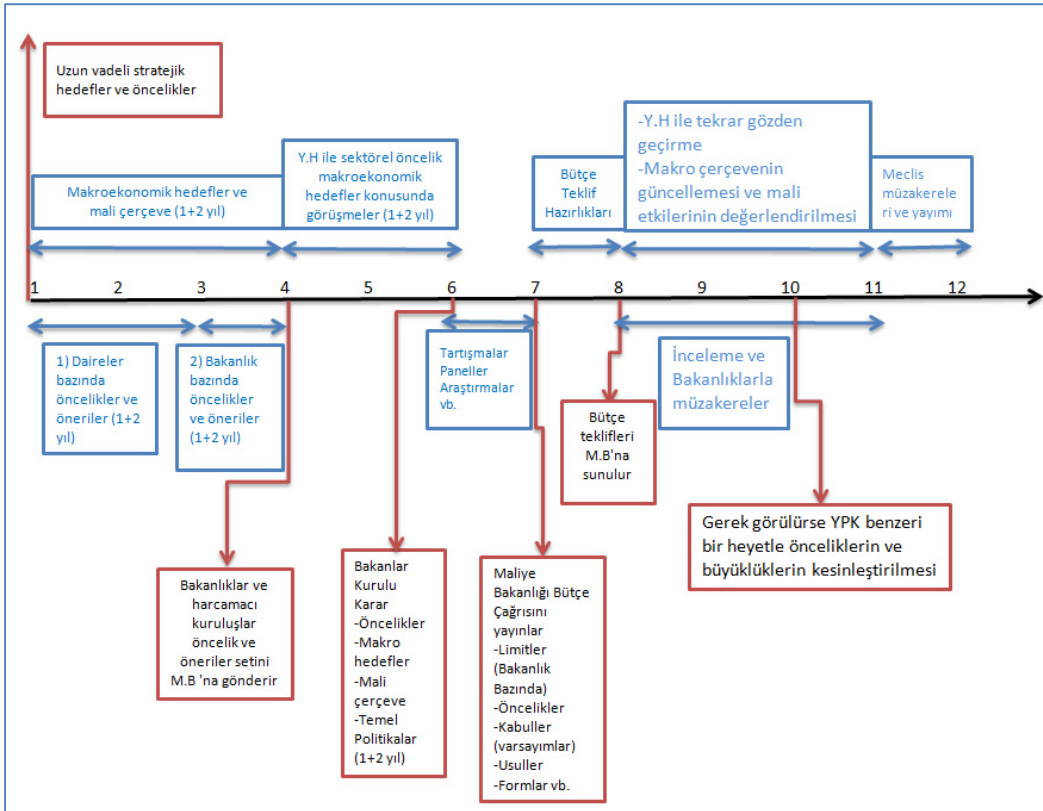 Uzun vadeli stratejik
hedefler ve öncelikler
Makroekonomik hedefler ve
mali çerçeve (1+2 yıl)
Y.H ile sektörel öncelik
makroekonomik
hedefler konusunda
görüşmeler (1+2 yıl)
Bütçe
Teklif
Hazırlıkları
-Y.H ile tekrar gözden
geçirme
-Makro çerçevenin
güncellemesi ve mali
etkilerinin değerlendirilmesi
Meclis
müzakerele
ri ve yayımı
1 2 3 4 5 6 7 8 9 10 11 12
1) Daireler
bazında
öncelikler ve
öneriler (1+2
yıl)
2) Bakanlık
bazında
öncelikler
ve öneriler
(1+2 yıl)
Tartışmalar
Paneller
Araştırmalar
vb.
İnceleme ve
Bakanlıklarla
müzakereler
Bütçe
teklifleri
M.B'na
sunulur
Bakanlıklar ve
harcamacı
kuruluşlar
öncelik ve
öneriler setini
M.B 'na gönderir
Bakanlar
Kurulu
Karar
-Öncelikler
-Makro
hedefler
-Mali
çerçeve
-Temel
Politikalar
(1+2 yıl)
Maliye
Bakanlığı Bütçe
Çağrısını
yayınlar
-Limitler
(Bakanlık
Bazında)
-Öncelikler
-Kabuller
(varsayımlar)
-Usuller
-Formlar vb.
Gerek görülürse YPK benzeri
bir heyetle önceliklerin ve
büyüklüklerin kesinleştirilmesi